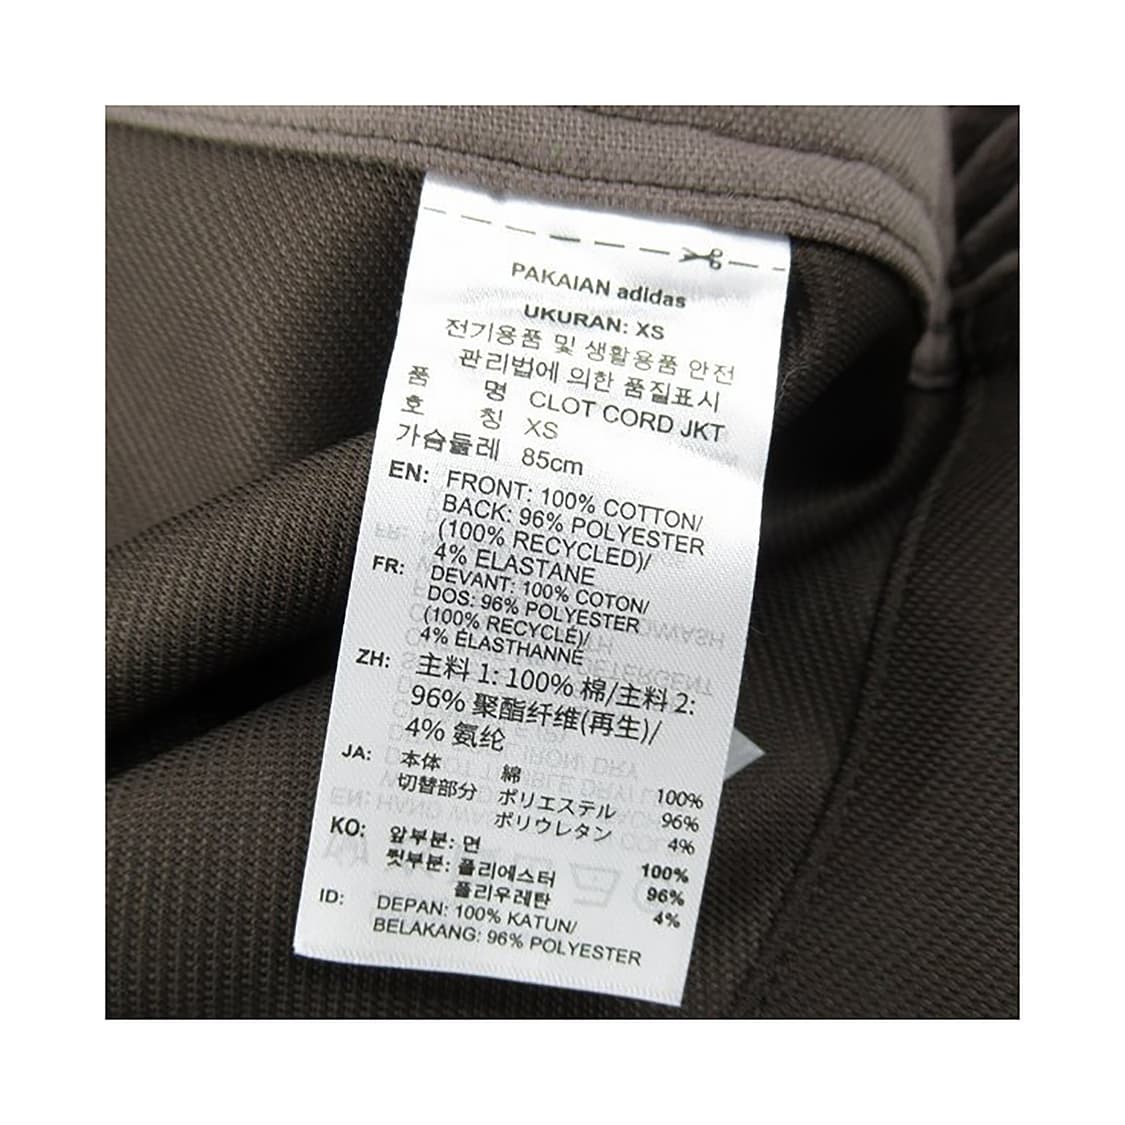 PAKAIAN adidas
UKURAN: XS
전기용품 및 생활용품 안전
관리법에 의한 품질표시
품 명 CLOT CORD JKT
호 칭 XS
가슴둘레 85cm
EN: FRONT: 100% COTTON/
BACK: 96% POLYESTER
(100% RECYCLED)/
4% ELASTANE
FR: DEVANT: 100% COTON/
DOS: 96% POLYESTER
(100% RECYCLÉ)/
4% ÉLASTHANNE
ZH: 主料 1: 100% 棉/主料 2:
96% 聚酯纤维(再生)/
4% 氨纶
JA: 本体 綿 100%
切替部分 ポリエステル 96%
ポリウレタン 4%
KO: 앞부분: 면 100%
뒷부분: 폴리에스터 96%
폴리우레탄 4%
ID: DEPAN: 100% KATUN/
BELAKANG: 96% POLYESTER